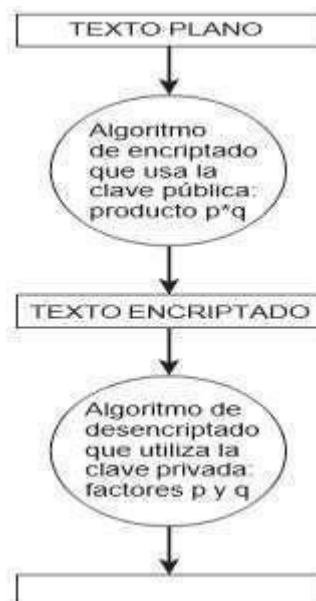 TEXTO PLANO
Algoritmo
de encriptado
que usa la
clave pública:
producto p*q
TEXTO ENCRIPTADO
Algoritmo de
desencriptado
que utiliza la
clave privada:
factores p y q